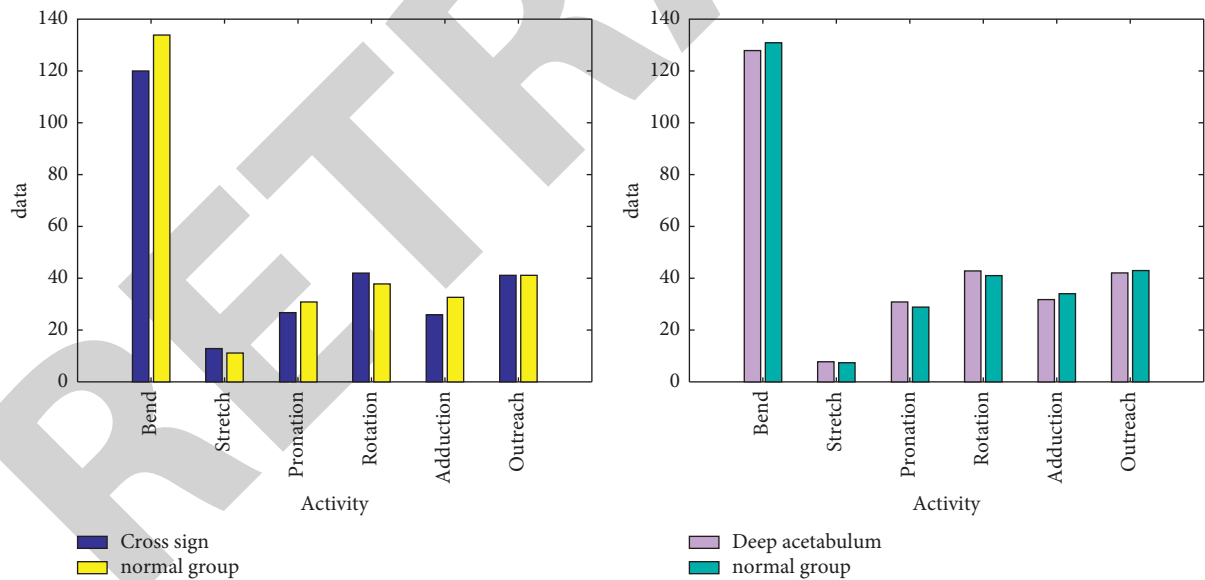 RETRA
140
120
100
80
60
40
20
0
data
Bend
Stretch
Pronation
Rotation
Adduction
Outreach
Activity
Cross sign
normal group
140
120
100
80
60
40
20
0
data
Bend
Stretch
Pronation
Rotation
Adduction
Outreach
Activity
Deep acetabulum
normal group